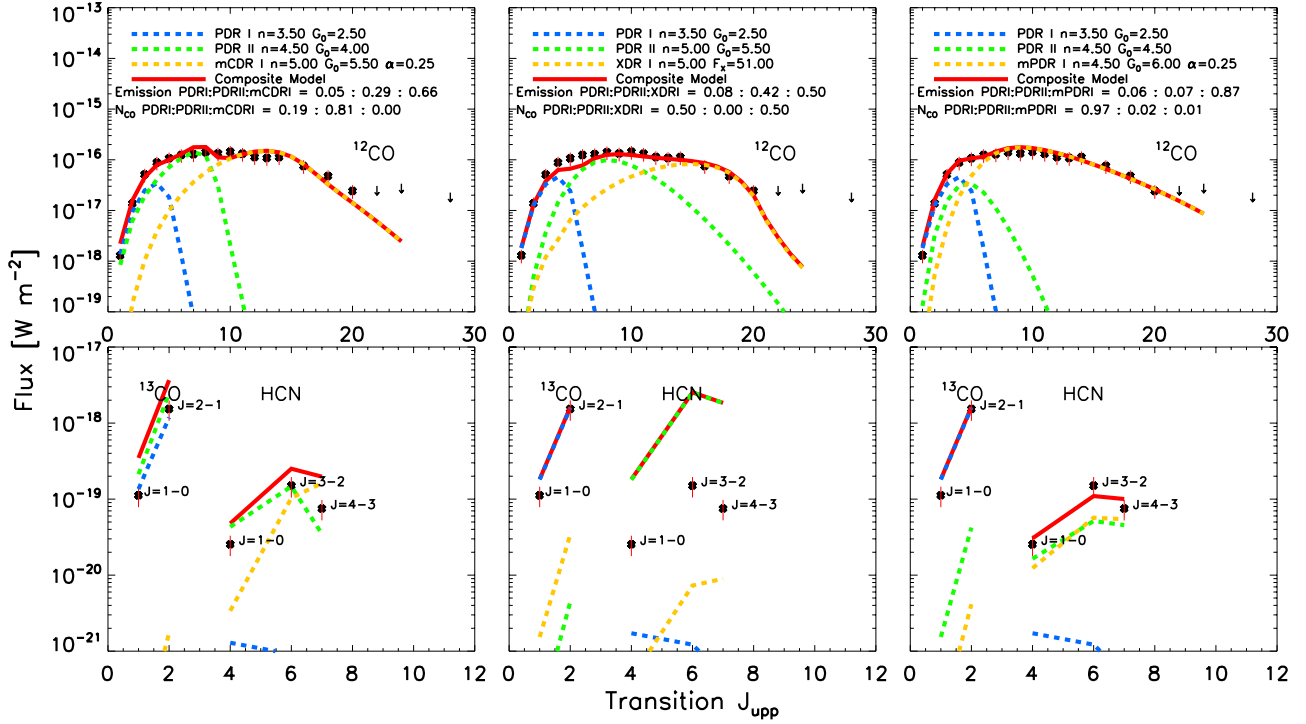 Flux [W m⁻²]
10⁻¹³
10⁻¹⁴
10⁻¹⁵
10⁻¹⁶
10⁻¹⁷
10⁻¹⁸
10⁻¹⁹
PDR I n=3.50 G₀=2.50
PDR II n=4.50 G₀=4.00
mCDR I n=5.00 G₀=5.50 α=0.25
Composite Model
Emission PDRI:PDRII:mCDRI = 0.05 : 0.29 : 0.66
N_CO PDRI:PDRII:mCDRI = 0.19 : 0.81 : 0.00
¹²CO
0 10 20 30
PDR I n=3.50 G₀=2.50
PDR II n=5.00 G₀=5.50
XDR I n=5.00 Fₓ=51.00
Composite Model
Emission PDRI:PDRII:XDRI = 0.08 : 0.42 : 0.50
N_CO PDRI:PDRII:XDRI = 0.50 : 0.00 : 0.50
¹²CO
0 10 20 30
PDR I n=3.50 G₀=2.50
PDR II n=4.50 G₀=4.50
mPDR I n=4.50 G₀=6.00 α=0.25
Composite Model
Emission PDRI:PDRII:mPDRI = 0.06 : 0.07 : 0.87
N_CO PDRI:PDRII:mPDRI = 0.97 : 0.02 : 0.01
¹²CO
0 10 20 30
10⁻¹⁷
10⁻¹⁸
10⁻¹⁹
10⁻²⁰
10⁻²¹
¹³CO
HCN
J=2−1
J=1−0
J=3−2
J=4−3
J=1−0
0 2 4 6 8 10 12
¹³CO
HCN
J=2−1
J=1−0
J=3−2
J=4−3
J=1−0
0 2 4 6 8 10 12
¹³CO
HCN
J=2−1
J=1−0
J=3−2
J=4−3
J=1−0
0 2 4 6 8 10 12
Transition J_upp